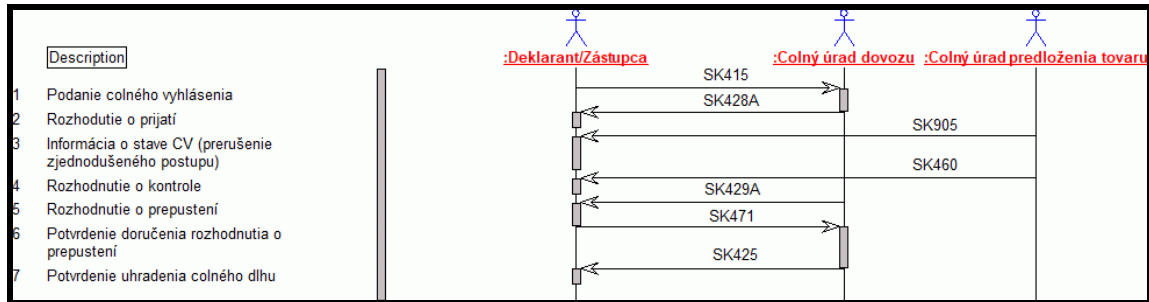 Description
:Deklarant/Zástupca
:Colný úrad dovozu
:Colný úrad predloženia tovaru
SK415
1 Podanie colného vyhlásenia
SK428A
2 Rozhodutie o prijatí
SK905
3 Informácia o stave CV (prerušenie
zjednodušeného postupu)
SK460
4 Rozhodnutie o kontrole
SK429A
5 Rozhodnutie o prepustení
SK471
6 Potvrdenie doručenia rozhodnutia o
prepustení
SK425
7 Potvrdenie uhradenia colného dlhu